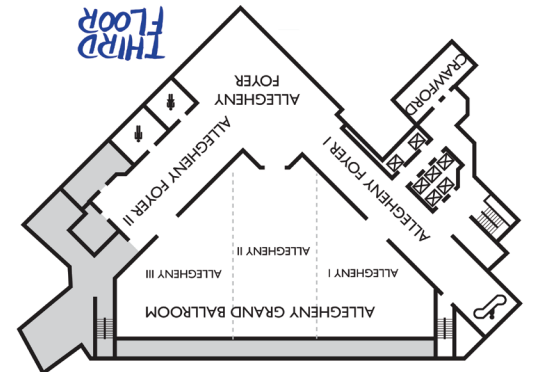 THIRD
FLOOR
CRAWFORD
ALLEGHENY
FOYER
ALLEGHENY FOYER I
ALLEGHENY FOYER II
ALLEGHENY I
ALLEGHENY II
ALLEGHENY III
ALLEGHENY GRAND BALLROOM